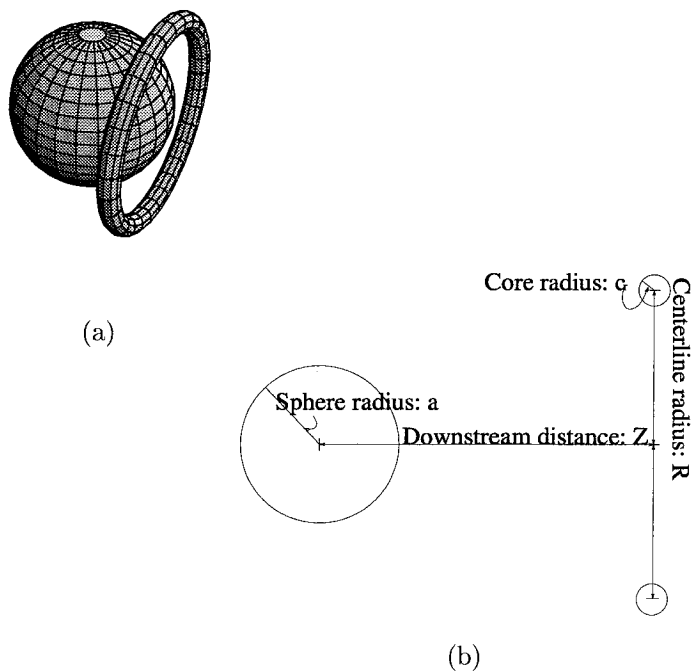 Core radius: c
Centerline radius: R
(a)
Sphere radius: a
Downstream distance: Z
(b)